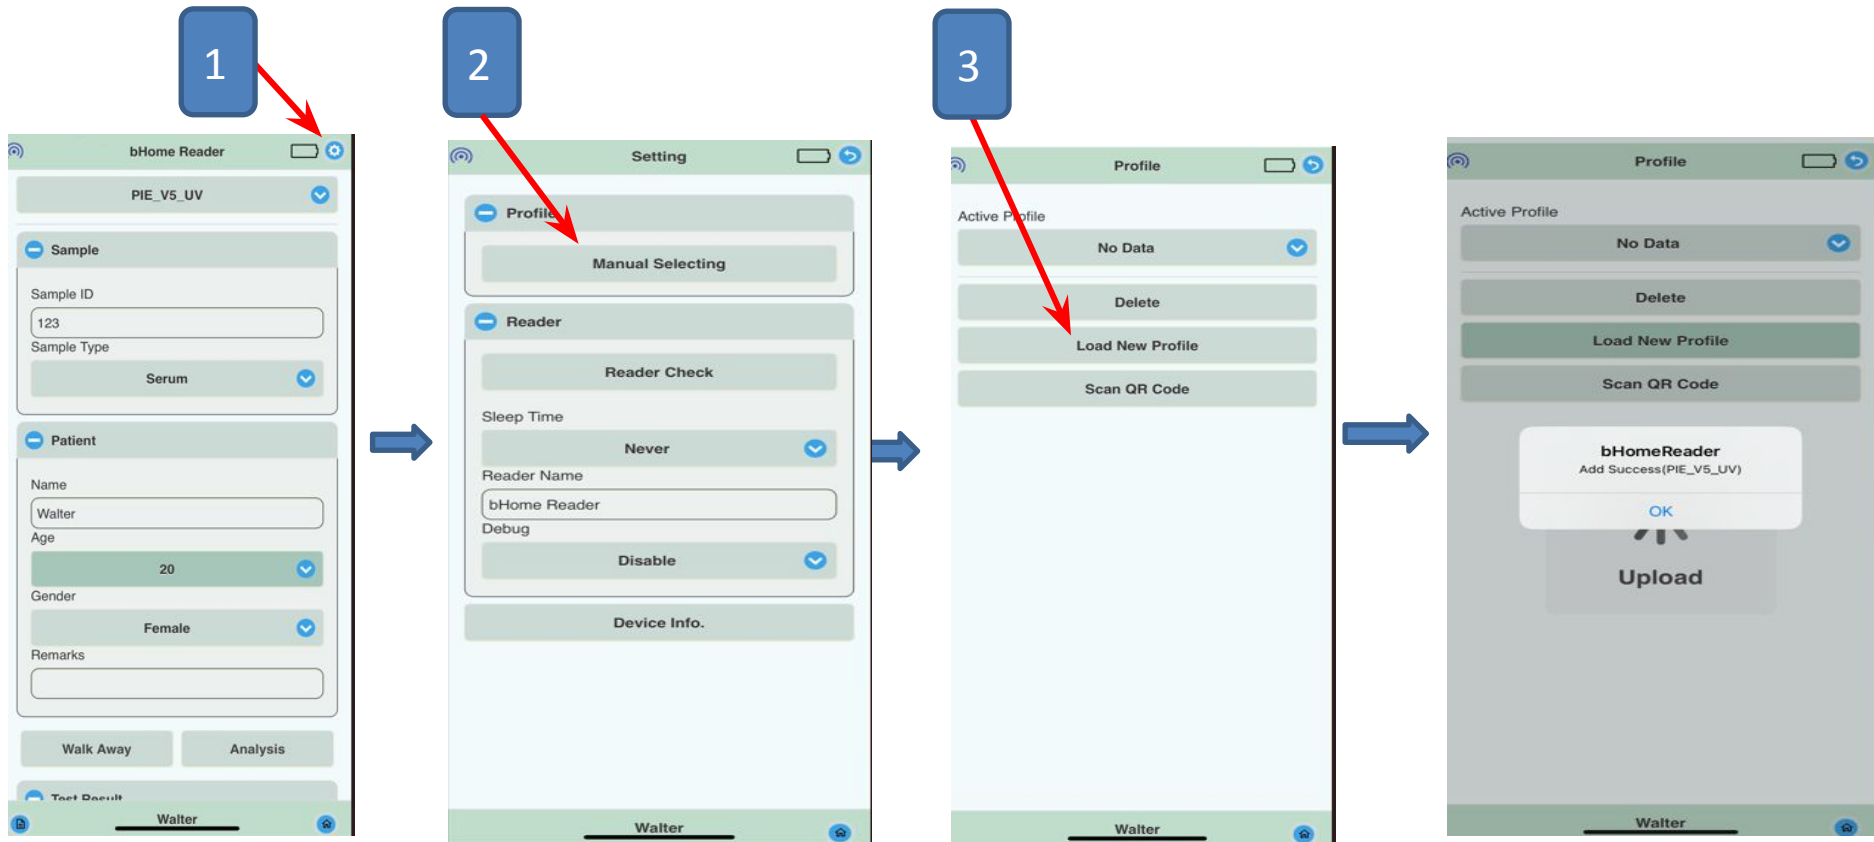 1
2
3
bHome Reader
PIE_V5_UV
Sample
Sample ID
123
Sample Type
Serum
Patient
Name
Walter
Age
20
Gender
Female
Remarks
Walk Away
Analysis
Test Result
Walter
Setting
Profile
Manual Selecting
Reader
Reader Check
Sleep Time
Never
Reader Name
bHome Reader
Debug
Disable
Device Info.
Walter
Profile
Active Profile
No Data
Delete
Load New Profile
Scan QR Code
Walter
Profile
Active Profile
No Data
Delete
Load New Profile
Scan QR Code
bHomeReader
Add Success(PIE_V5_UV)
OK
Upload
Walter